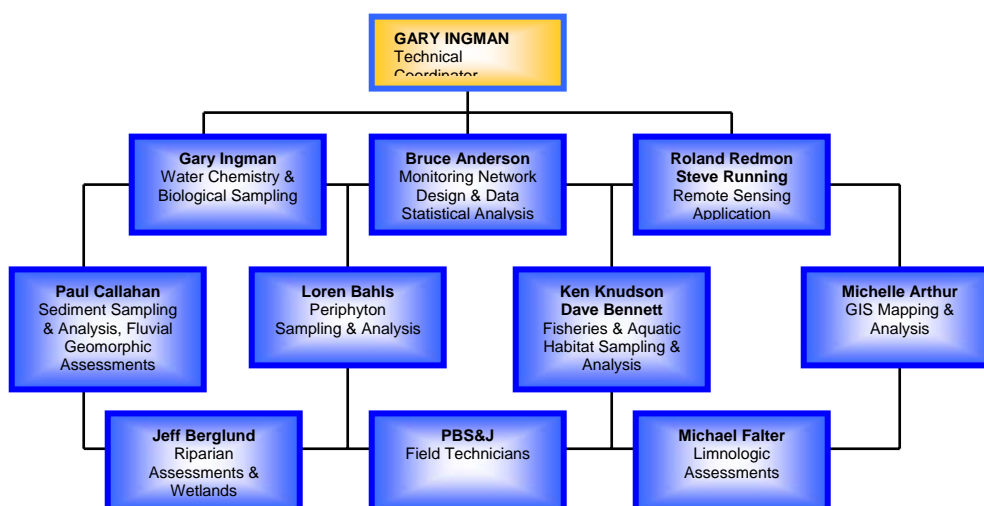 GARY INGMAN
Technical
Coordinator
Gary Ingman
Water Chemistry &
Biological Sampling
Bruce Anderson
Monitoring Network
Design & Data
Statistical Analysis
Roland Redmon
Steve Running
Remote Sensing
Application
Paul Callahan
Sediment Sampling
& Analysis, Fluvial
Geomorphic
Assessments
Loren Bahls
Periphyton
Sampling & Analysis
Ken Knudson
Dave Bennett
Fisheries & Aquatic
Habitat Sampling &
Analysis
Michelle Arthur
GIS Mapping &
Analysis
Jeff Berglund
Riparian
Assessments &
Wetlands
PBS&J
Field Technicians
Michael Falter
Limnologic
Assessments